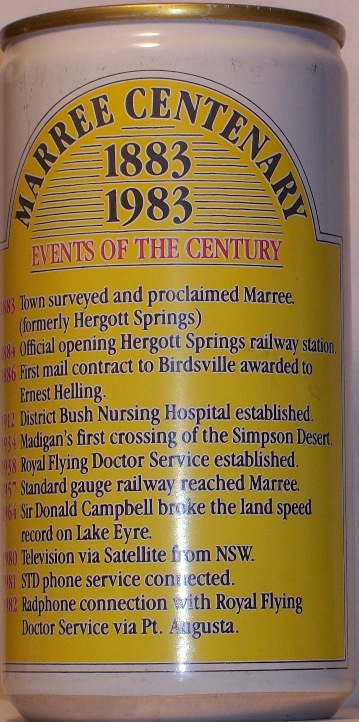 MARREE CENTENARY
1883
1983
EVENTS OF THE CENTURY
883 Town surveyed and proclaimed Marree.
(formerly Hergott Springs)
884 Official opening Hergott Springs railway station.
886 First mail contract to Birdsville awarded to
Ernest Helling.
912 District Bush Nursing Hospital established.
934 Madigan's first crossing of the Simpson Desert.
938 Royal Flying Doctor Service established.
957 Standard gauge railway reached Marree.
964 Sir Donald Campbell broke the land speed
record on Lake Eyre.
980 Television via Satellite from NSW.
981 STD phone service connected.
982 Radphone connection with Royal Flying
Doctor Service via Pt. Augusta.